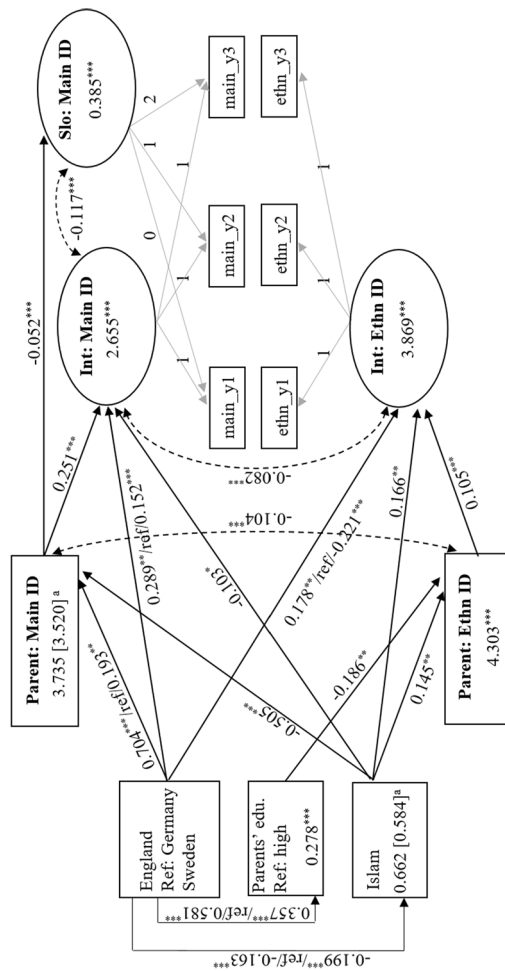 Parent: Main ID
3.735 [3.520]ᵃ
-0.052***
0.251***
Int: Main ID
2.655***
-0.117***
Slo: Main ID
0.385***
0.704***/ref/0.193**
0.289**/ref/0.152***
0
1
2
1
1
1
England
Ref: Germany
Sweden
-0.505***
-0.103*
-0.104***
-0.082***
main_y1
main_y2
main_y3
0.357***/ref/0.581***
Parents' edu.
Ref: high
0.278***
ethn_y1
ethn_y2
ethn_y3
0.178**/ref/-0.221***
-0.186**
1
1
1
-0.199***/ref/-0.163***
Islam
0.662 [0.584]ᵃ
0.145**
0.166**
0.105***
Parent: Ethn ID
4.303***
Int: Ethn ID
3.869***